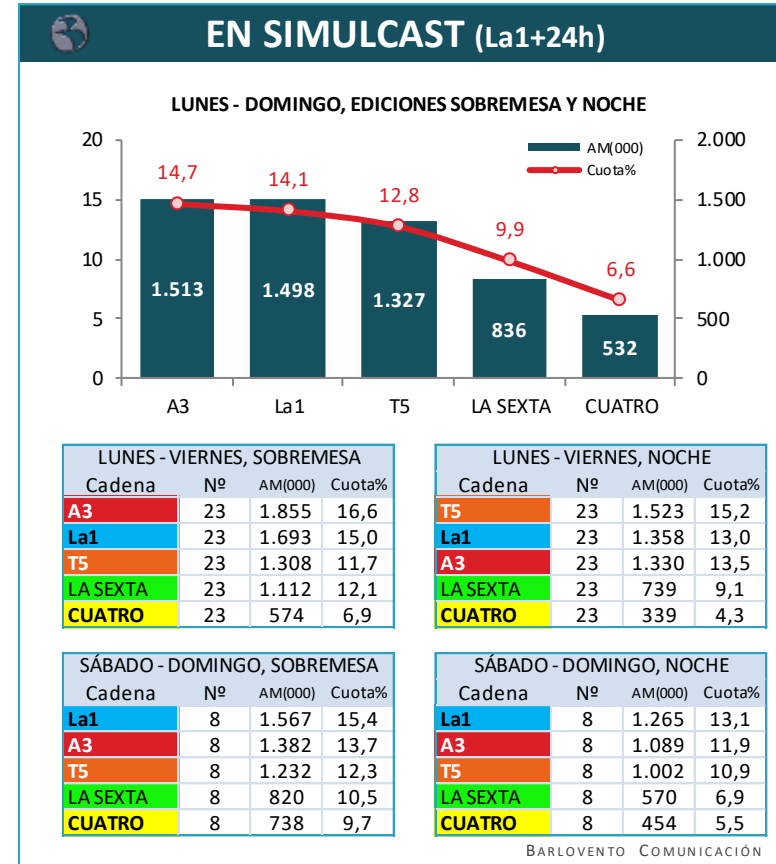 EN SIMULCAST (La1+24h)
LUNES - DOMINGO, EDICIONES SOBREMESA Y NOCHE
20 2.000
AM(000)
Cuota%
14,7 14,1 12,8 9,9 6,6
15 1.500
10 1.000
1.513 1.498 1.327 836 532
5 500
0 0
A3 La1 T5 LA SEXTA CUATRO
LUNES - VIERNES, SOBREMESA
Cadena Nº AM(000) Cuota%
A3 23 1.855 16,6
La1 23 1.693 15,0
T5 23 1.308 11,7
LA SEXTA 23 1.112 12,1
CUATRO 23 574 6,9
LUNES - VIERNES, NOCHE
Cadena Nº AM(000) Cuota%
T5 23 1.523 15,2
La1 23 1.358 13,0
A3 23 1.330 13,5
LA SEXTA 23 739 9,1
CUATRO 23 339 4,3
SÁBADO - DOMINGO, SOBREMESA
Cadena Nº AM(000) Cuota%
La1 8 1.567 15,4
A3 8 1.382 13,7
T5 8 1.232 12,3
LA SEXTA 8 820 10,5
CUATRO 8 738 9,7
SÁBADO - DOMINGO, NOCHE
Cadena Nº AM(000) Cuota%
La1 8 1.265 13,1
A3 8 1.089 11,9
T5 8 1.002 10,9
LA SEXTA 8 570 6,9
CUATRO 8 454 5,5
BARLOVENTO COMUNICACIÓN